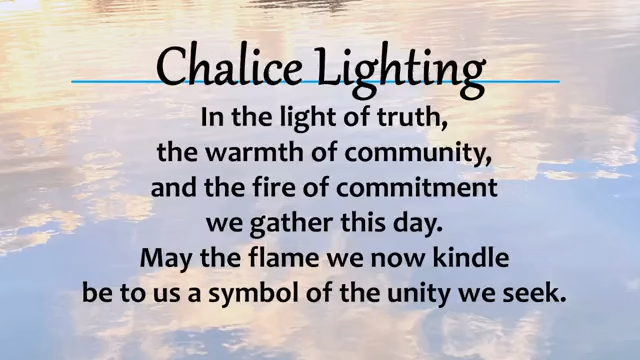 Chalice Lighting
In the light of truth,
the warmth of community,
and the fire of commitment
we gather this day.
May the flame we now kindle
be to us a symbol of the unity we seek.